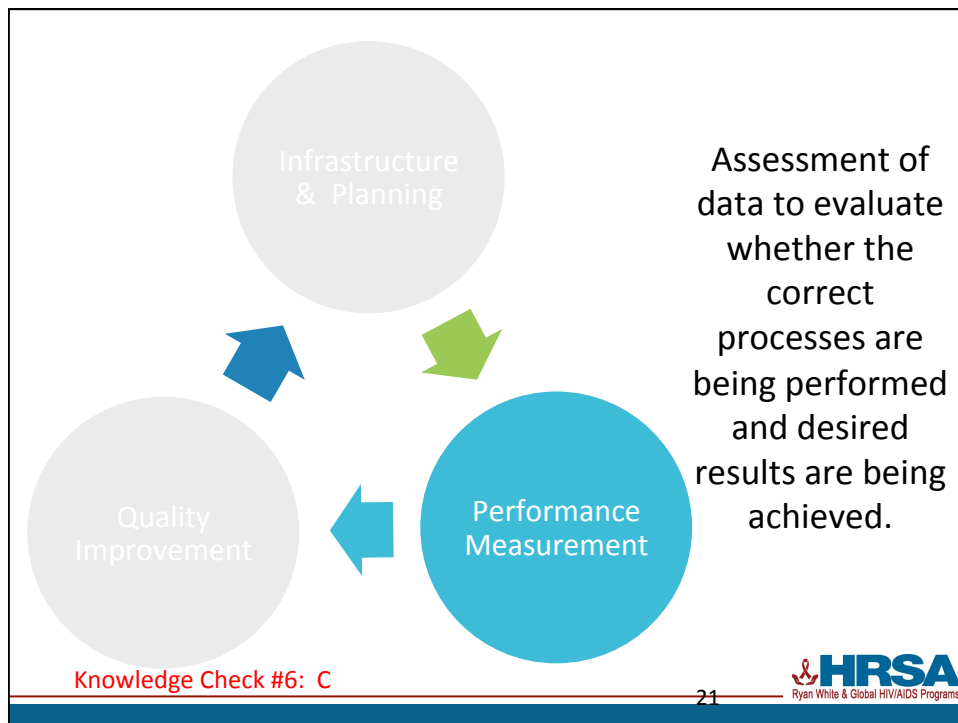 Infrastructure
& Planning
Assessment of
data to evaluate
whether the
correct
processes are
being performed
and desired
results are being
achieved.
Performance
Measurement
Quality
Improvement
Knowledge Check #6: C
21
HRSA
Ryan White & Global HIV/AIDS Programs